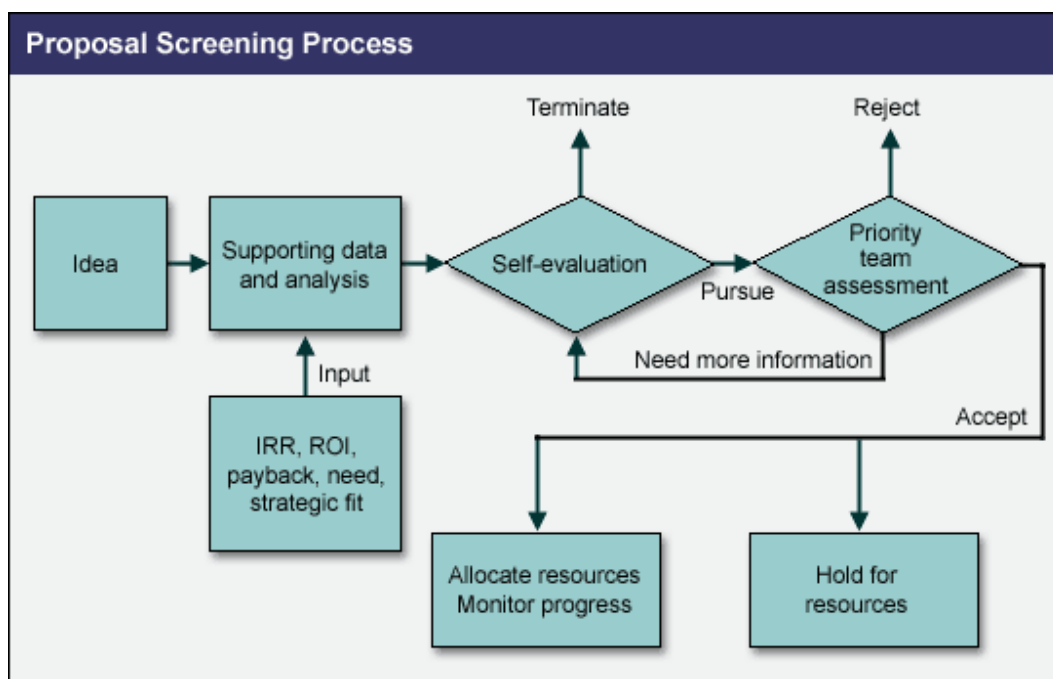 Proposal Screening Process
Terminate
Reject
Idea
Supporting data
and analysis
Self-evaluation
Pursue
Priority
team
assessment
Need more information
Input
Accept
IRR, ROI,
payback, need,
strategic fit
Allocate resources
Monitor progress
Hold for
resources